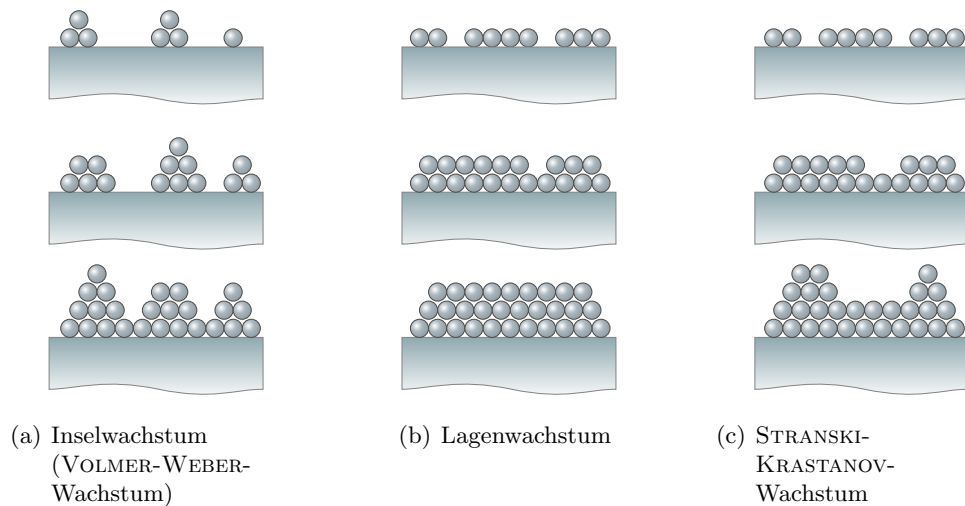 (a) Inselwachstum
(VOLMER-WEBER-
Wachstum)
(b) Lagenwachstum
(c) STRANSKI-
KRASTANOV-
Wachstum